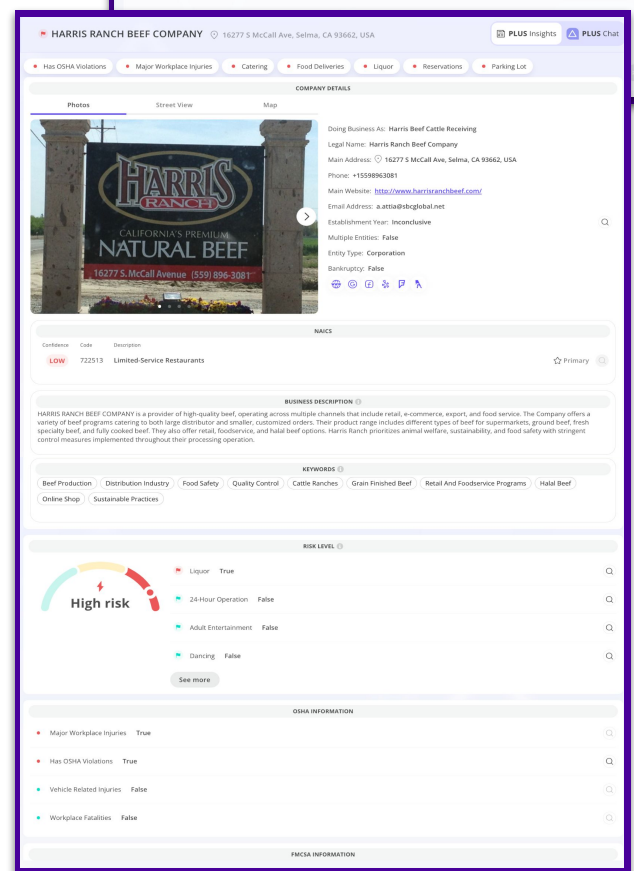 HARRIS RANCH BEEF COMPANY 16277 S McCall Ave, Selma, CA 93662, USA
PLUS Insights PLUS Chat
Has OSHA Violations Major Workplace Injuries Catering Food Deliveries Liquor Reservations Parking Lot
COMPANY DETAILS
Photos Street View Map
HARRIS
RANCH
CALIFORNIA'S PREMIUM
NATURAL BEEF
16277 S. McCall Avenue (559) 896-3081
Doing Business As: Harris Beef Cattle Receiving
Legal Name: Harris Ranch Beef Company
Main Address: 16277 S McCall Ave, Selma, CA 93662, USA
Phone: +15598963081
Main Website: http://www.harrisranchbeef.com/
Email Address: a.attia@sbcglobal.net
Establishment Year: Inconclusive
Multiple Entities: False
Entity Type: Corporation
Bankruptcy: False
NAICS
Confidence Code Description
LOW 722513 Limited-Service Restaurants Primary
BUSINESS DESCRIPTION
HARRIS RANCH BEEF COMPANY is a provider of high-quality beef, operating across multiple channels that include retail, e-commerce, export, and food service. The Company offers a
variety of beef programs catering to both large distributor and smaller, customized orders. Their product range includes different types of beef for supermarkets, ground beef, fresh
specialty beef, and fully cooked beef. They also offer retail, foodservice, and halal beef options. Harris Ranch prioritizes animal welfare, sustainability, and food safety with stringent
control measures implemented throughout their processing operation.
KEYWORDS
Beef Production Distribution Industry Food Safety Quality Control Cattle Ranches Grain Finished Beef Retail And Foodservice Programs Halal Beef
Online Shop Sustainable Practices
RISK LEVEL
High risk
Liquor True
24-Hour Operation False
Adult Entertainment False
Dancing False
See more
OSHA INFORMATION
Major Workplace Injuries True
Has OSHA Violations True
Vehicle Related Injuries False
Workplace Fatalities False
FMCSA INFORMATION